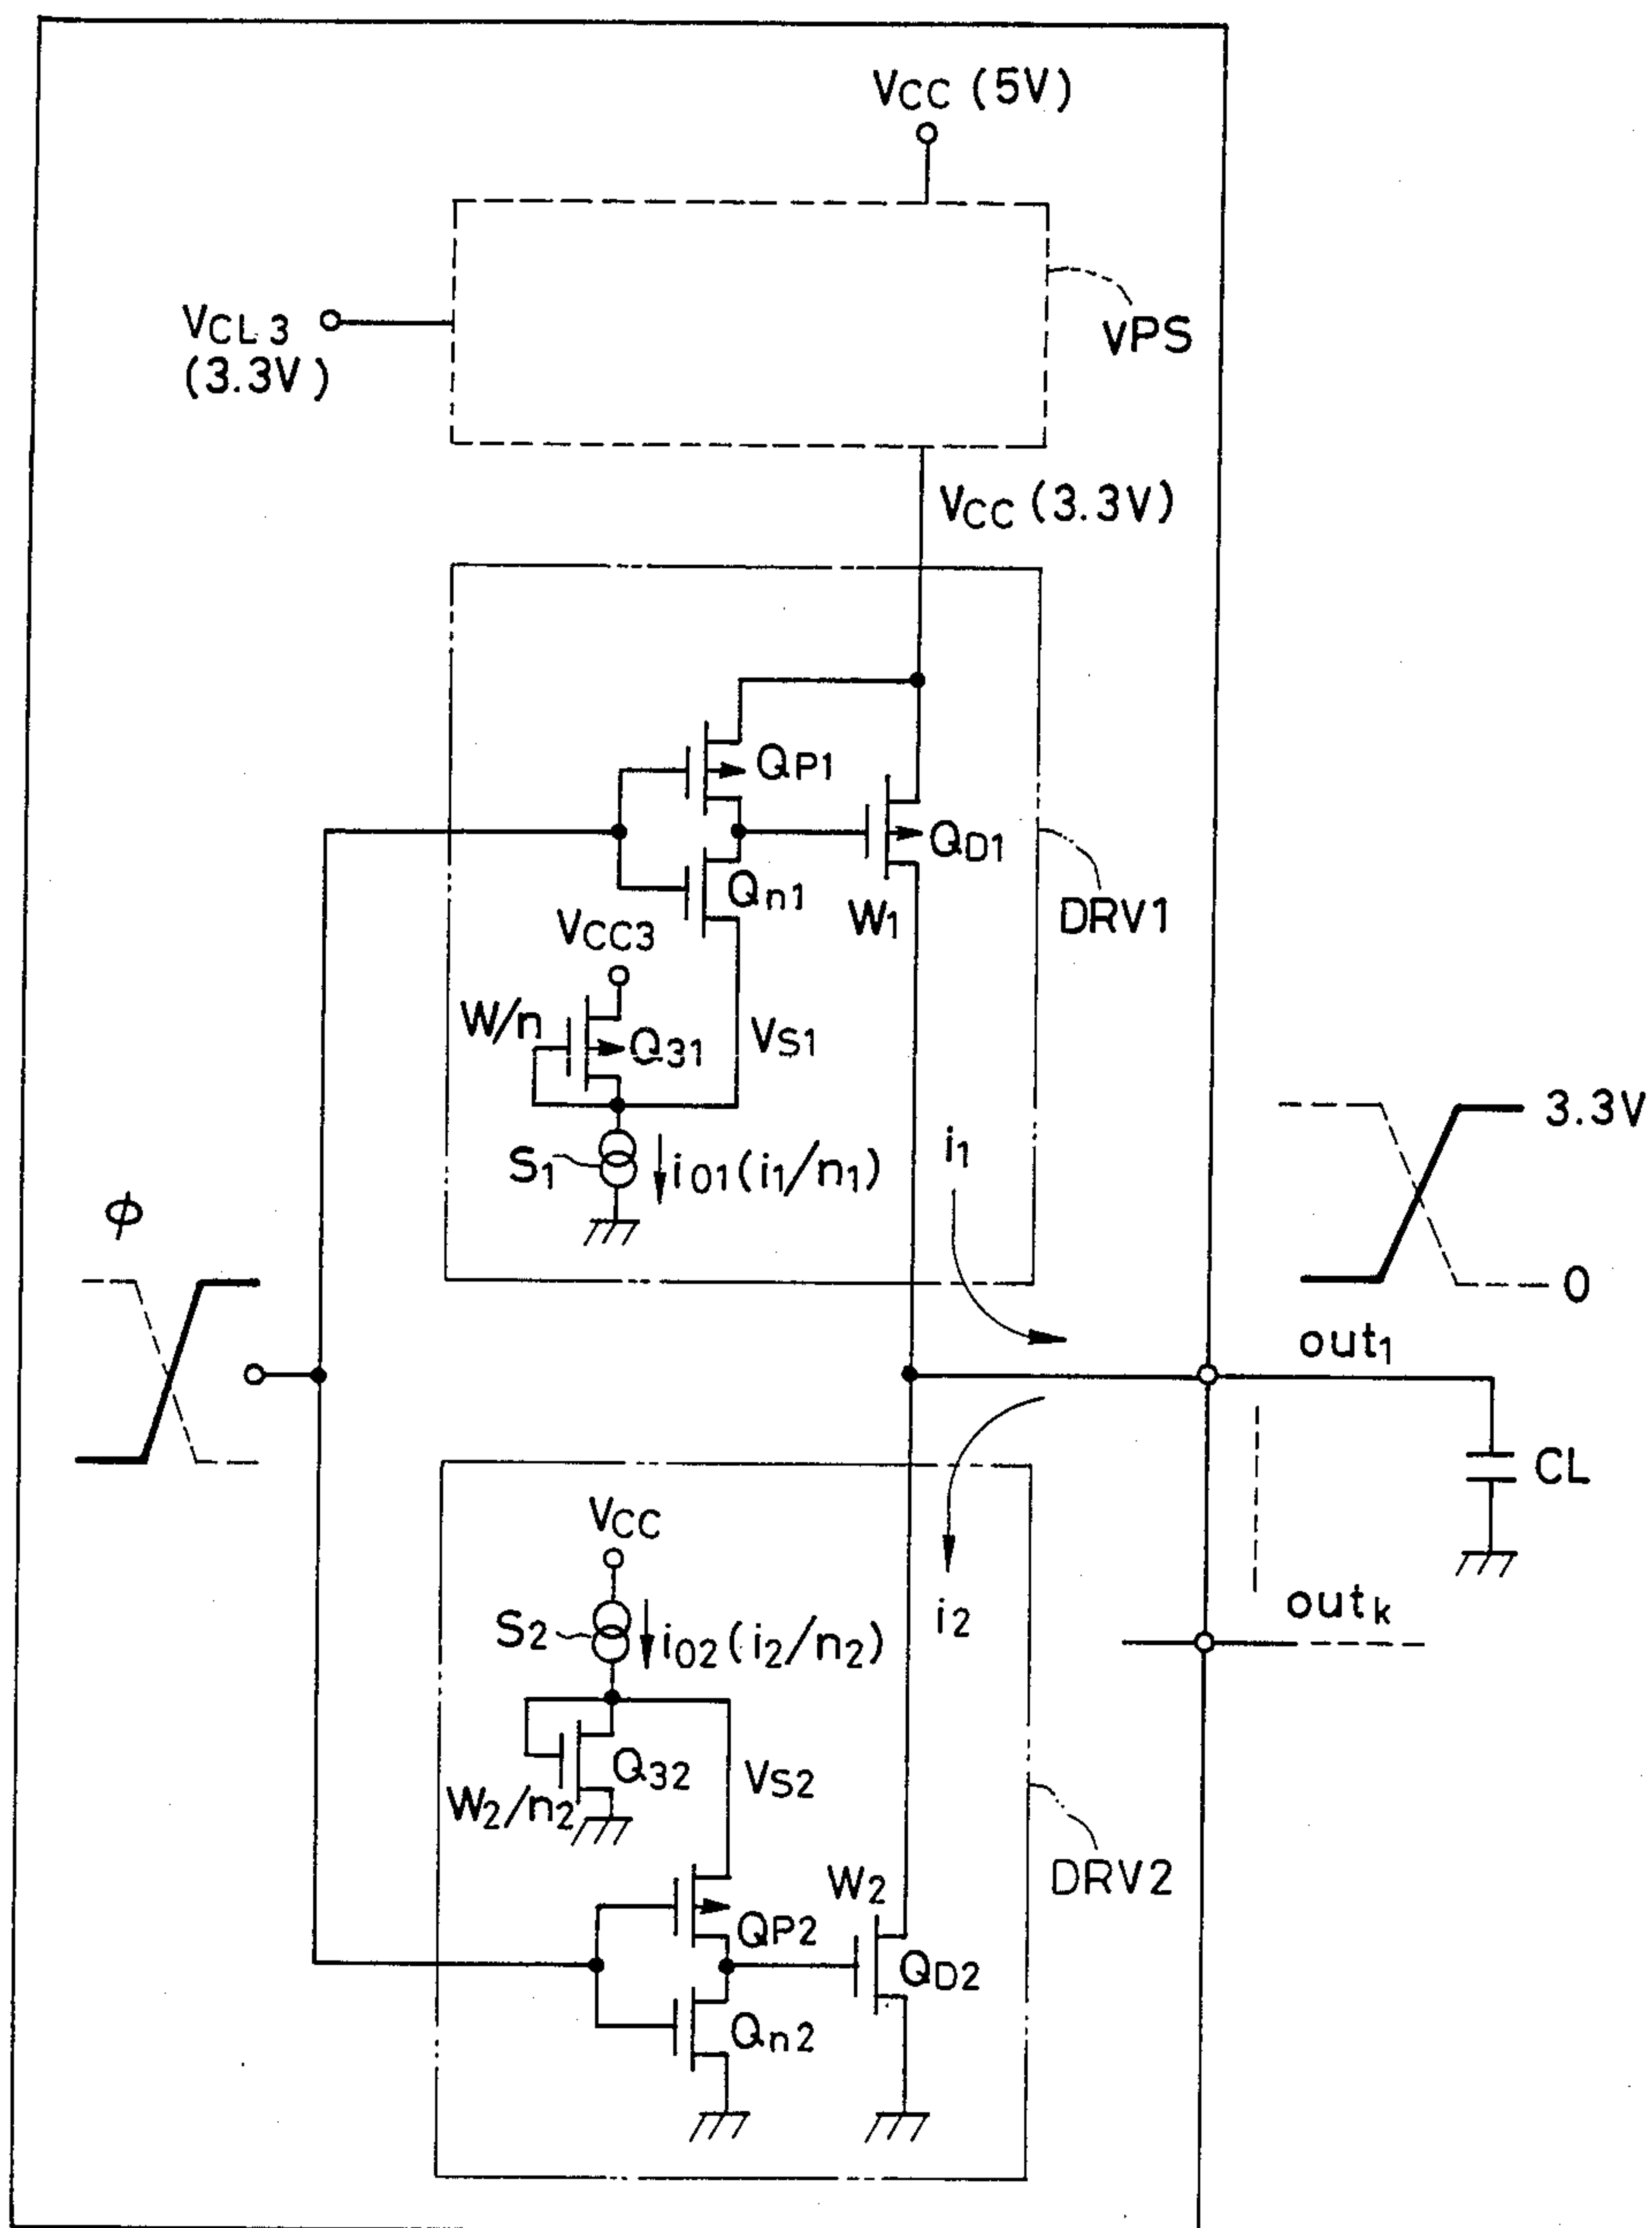 VCC (5V)
VCL3
(3.3V)
VPS
VCC (3.3V)
QP1
QD1
Qn1
W1
DRV1
VCC3
W/n
Q31
VS1
S1
i01 (i1/n1)
i1
3.3V
0
ϕ
out1
CL
VCC
S2
i02 (i2/n2)
i2
outk
Q32
VS2
W2/n2
W2
DRV2
QP2
QD2
Qn2